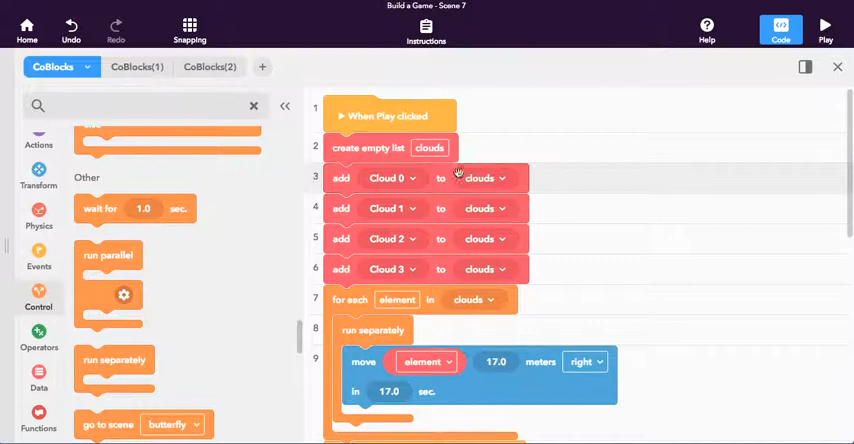 Build a Game - Scene 7
Home
Undo
Redo
Snapping
Instructions
Help
Code
Play
CoBlocks
CoBlocks(1)
CoBlocks(2)
+
Actions
Transform
Physics
Events
Control
Operators
Data
Functions
Other
wait for 1.0 sec.
run parallel
run separately
go to scene butterfly
1
When Play clicked
2
create empty list clouds
3
add Cloud 0 to clouds
4
add Cloud 1 to clouds
5
add Cloud 2 to clouds
6
add Cloud 3 to clouds
7
for each element in clouds
8
run separately
9
move element 17.0 meters right
in 17.0 sec.